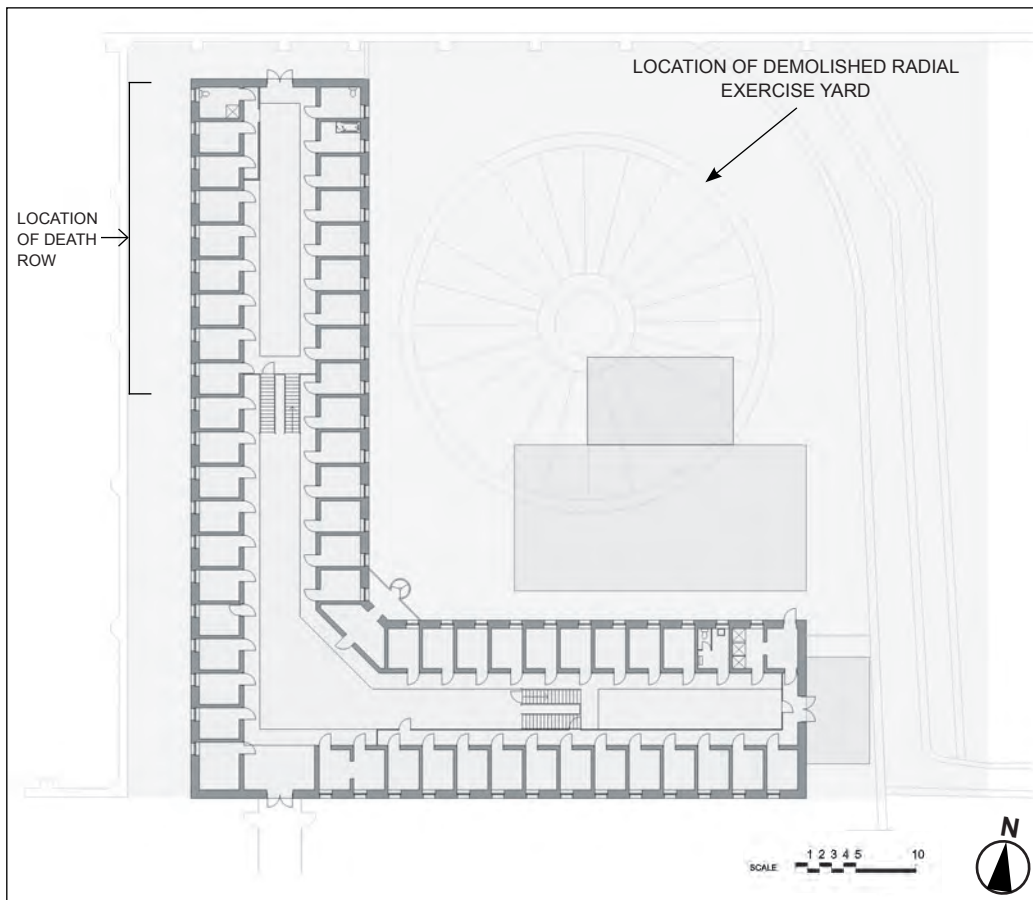 LOCATION OF DEMOLISHED RADIAL
EXERCISE YARD
LOCATION
OF DEATH
ROW
N
SCALE
1 2 3 4 5 10